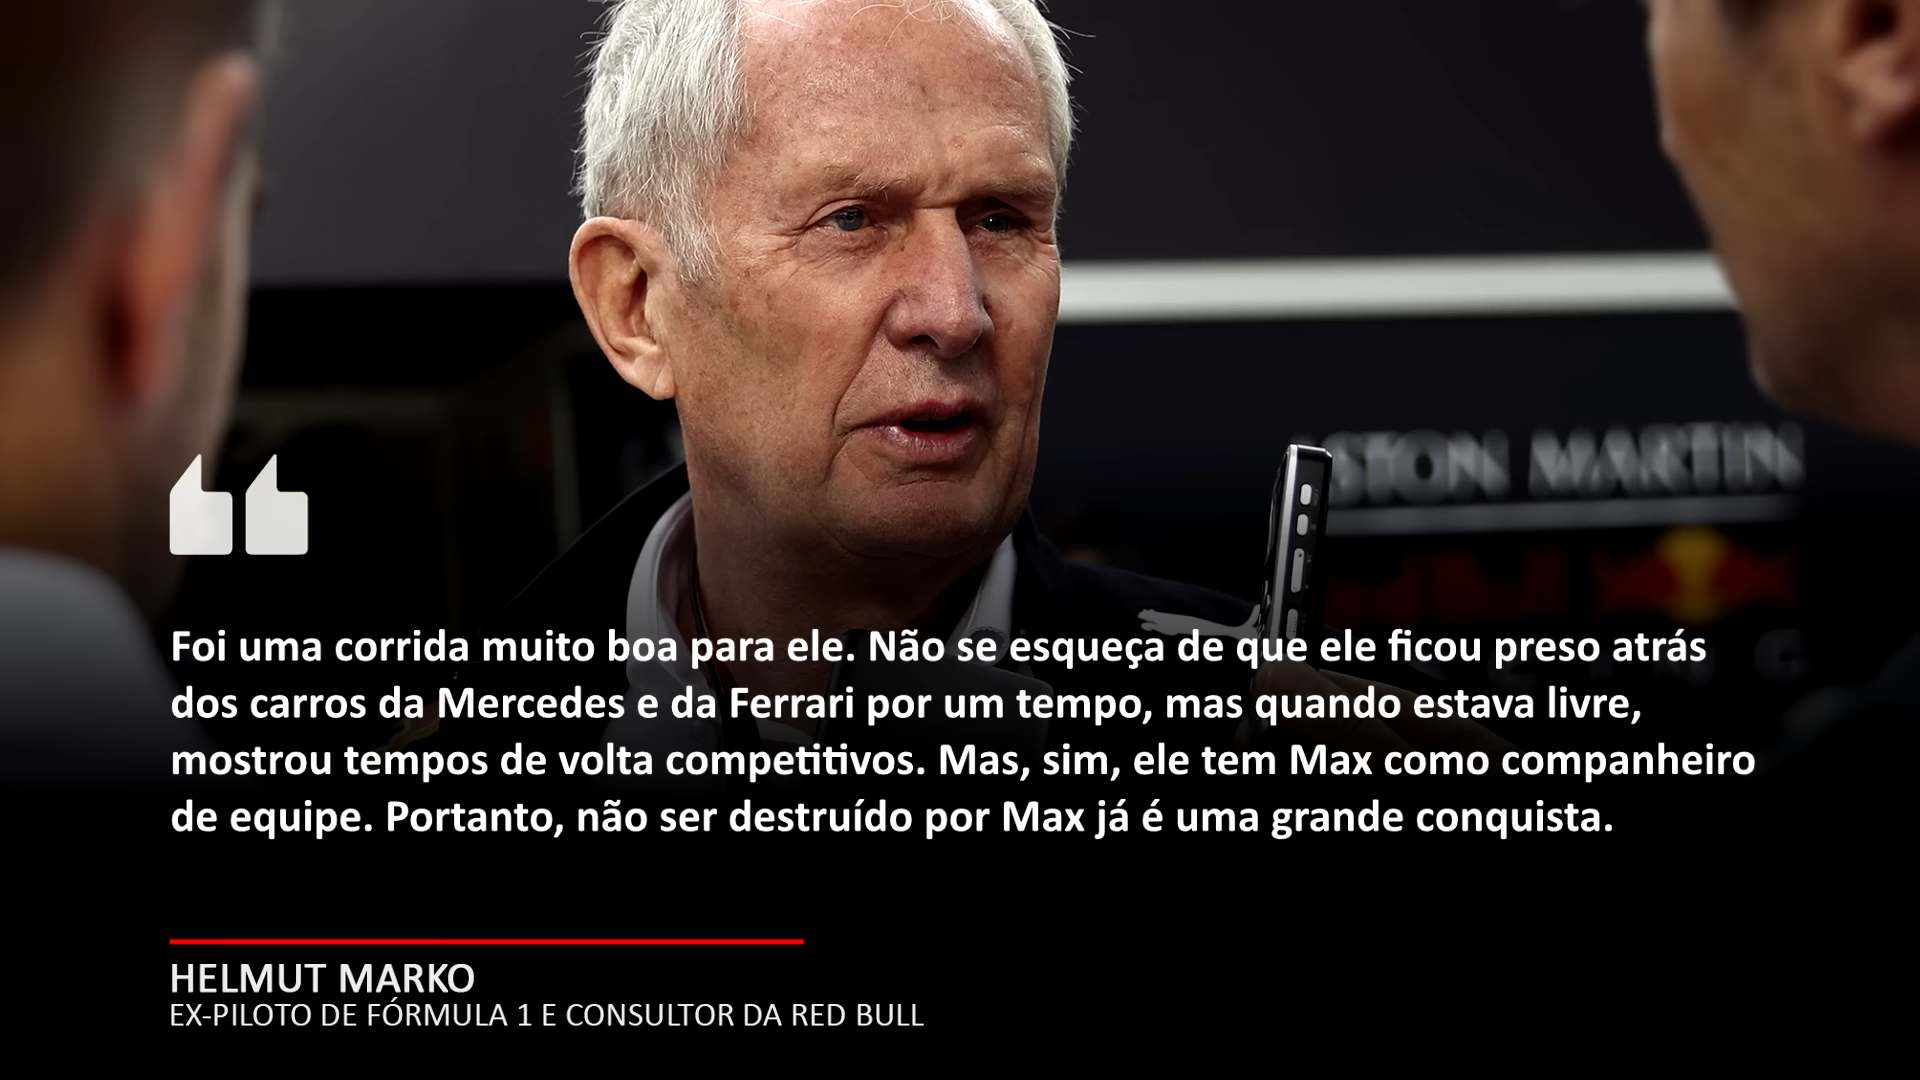 STON MARTIN
Foi uma corrida muito boa para ele. Não se esqueça de que ele ficou preso atrás
dos carros da Mercedes e da Ferrari por um tempo, mas quando estava livre,
mostrou tempos de volta competitivos. Mas, sim, ele tem Max como companheiro
de equipe. Portanto, não ser destruído por Max já é uma grande conquista.
HELMUT MARKO
EX-PILOTO DE FÓRMULA 1 E CONSULTOR DA RED BULL